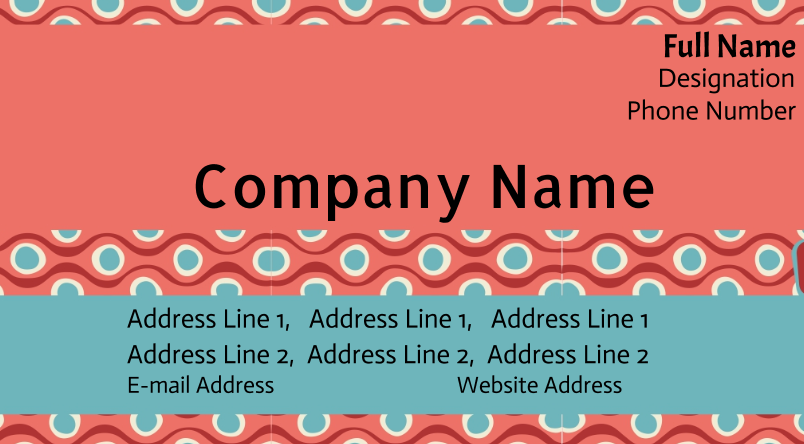 Full Name
Designation
Phone Number
Company Name
Address Line 1, Address Line 1, Address Line 1
Address Line 2, Address Line 2, Address Line 2
E-mail Address Website Address